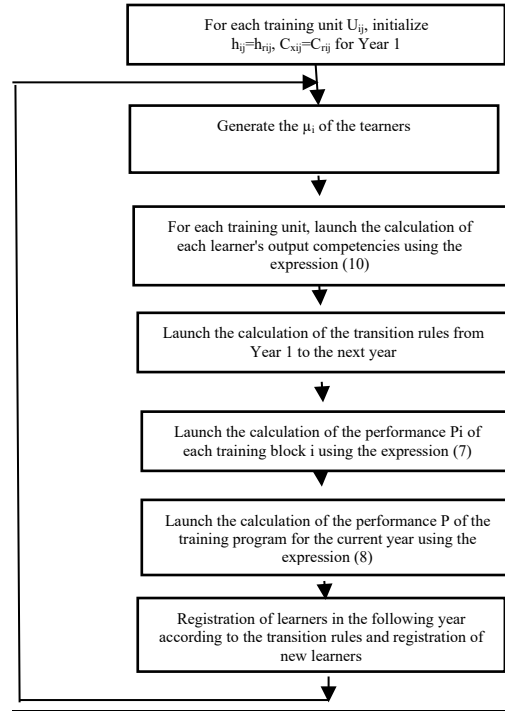 For each training unit Uij, initialize
hij=hrij, Cxij=Crij for Year 1
Generate the µi of the tearners
For each training unit, launch the calculation of
each learner's output competencies using the
expression (10)
Launch the calculation of the transition rules from
Year 1 to the next year
Launch the calculation of the performance Pi of
each training block i using the expression (7)
Launch the calculation of the performance P of the
training program for the current year using the
expression (8)
Registration of learners in the following year
according to the transition rules and registration of
new learners